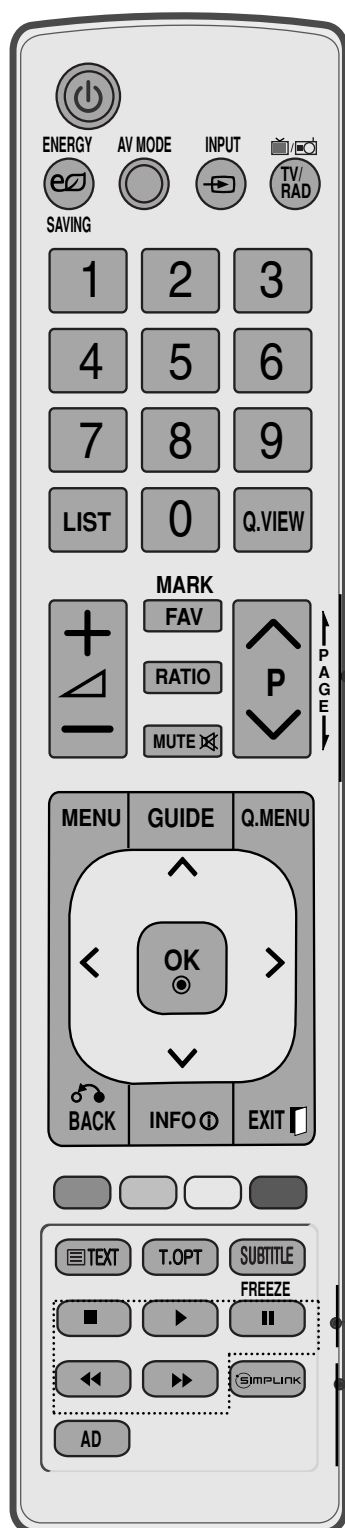 ENERGY AV MODE INPUT
TV/
RAD
SAVING
1 2 3
4 5 6
7 8 9
LIST 0 Q.VIEW
MARK
FAV
RATIO
MUTE
P
PAGE
MENU GUIDE Q.MENU
OK
BACK INFO EXIT
TEXT T.OPT SUBTITLE
FREEZE
SIMPLINK
AD